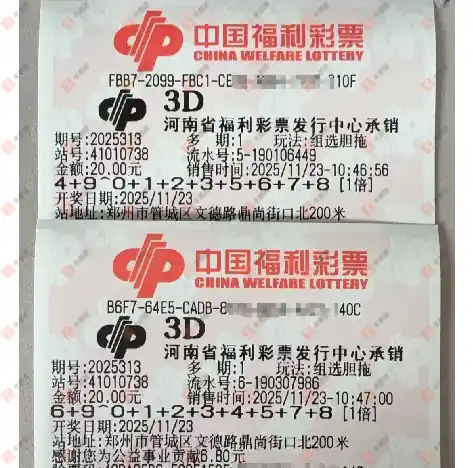 中国福利彩票
CHINA WELFARE LOTTERY
FBB7-2099-FBC1-CE 10F
3D
河南省福利彩票发行中心承销
期号:2025313 多期:1 玩法:组选胆拖
站号:41010738 流水号:5-190106449
金额:20.00元 销售时间:2025/11/23-10:46:56
4+9^0+1+2+3+5+6+7+8 [1倍]
开奖日期:2025/11/23
站地址:郑州市管城区文德路鼎尚街口北200米
中国福利彩票
CHINA WELFARE LOTTERY
B6F7-64E5-CADB-8 140C
3D
河南省福利彩票发行中心承销
期号:2025313 多期:1 玩法:组选胆拖
站号:41010738 流水号:6-190307986
金额:20.00元 销售时间:2025/11/23-10:47:00
6+9^0+1+2+3+4+5+7+8 [1倍]
开奖日期:2025/11/23
站地址:郑州市管城区文德路鼎尚街口北200米
感谢您为公益事业贡献6.80元